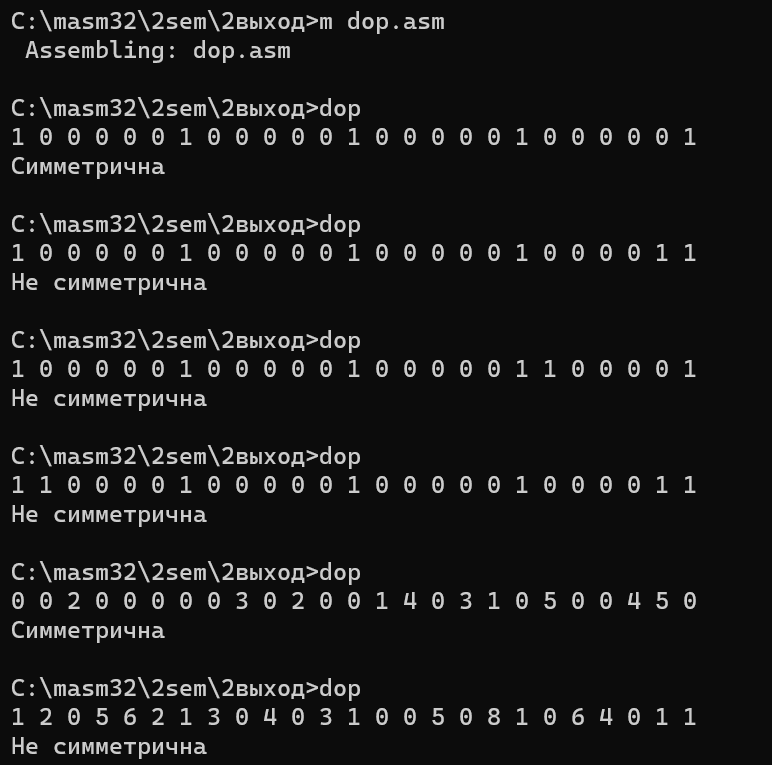 C:\masm32\2sem\2выход>m dop.asm
 Assembling: dop.asm
C:\masm32\2sem\2выход>dop
1 0 0 0 0 0 1 0 0 0 0 0 1 0 0 0 0 0 1 0 0 0 0 0 1
Симметрична
C:\masm32\2sem\2выход>dop
1 0 0 0 0 0 1 0 0 0 0 0 1 0 0 0 0 0 1 0 0 0 0 1 1
Не симметрична
C:\masm32\2sem\2выход>dop
1 0 0 0 0 0 1 0 0 0 0 0 1 0 0 0 0 0 1 1 0 0 0 0 1
Не симметрична
C:\masm32\2sem\2выход>dop
1 1 0 0 0 0 1 0 0 0 0 0 1 0 0 0 0 0 1 0 0 0 0 1 1
Не симметрична
C:\masm32\2sem\2выход>dop
0 0 2 0 0 0 0 0 3 0 2 0 0 1 4 0 3 1 0 5 0 0 4 5 0
Симметрична
C:\masm32\2sem\2выход>dop
1 2 0 5 6 2 1 3 0 4 0 3 1 0 0 5 0 8 1 0 6 4 0 1 1
Не симметрична